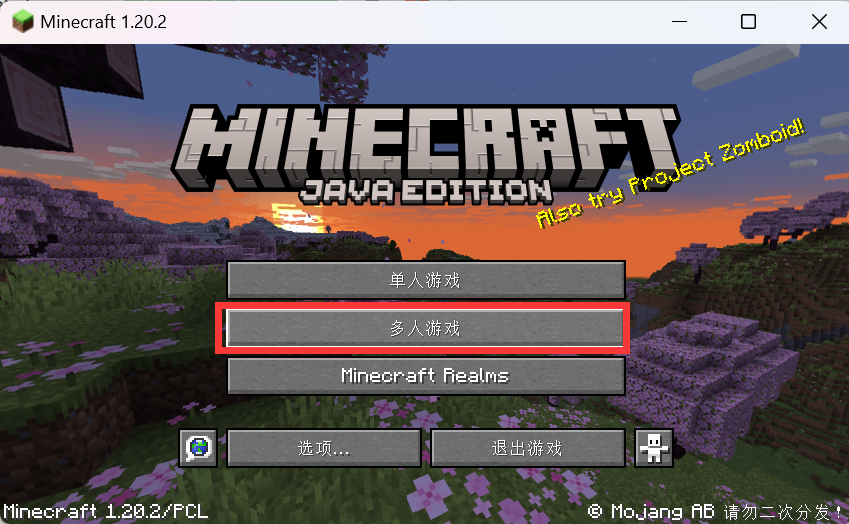 Minecraft 1.20.2
MINECRAFT
JAVA EDITION
Also try Project Zomboid!
单人游戏
多人游戏
Minecraft Realms
选项...
退出游戏
Minecraft 1.20.2/PCL
© Mojang AB 请勿二次分发！